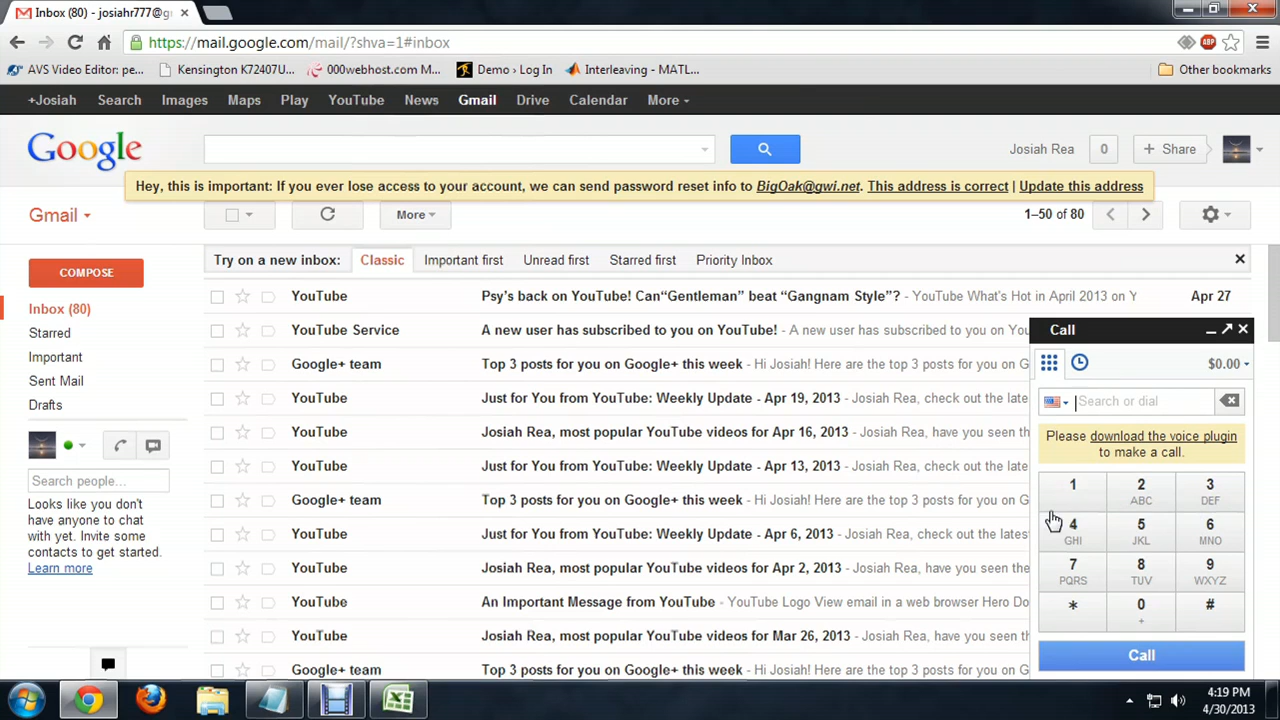 Inbox (80) - josiahr777@g
https://mail.google.com/mail/?shva=1#inbox
ABP
AVS Video Editor: pe...
Kensington K72407U...
000webhost.com M...
Demo › Log In
Interleaving - MATL...
Other bookmarks
+Josiah Search Images Maps Play YouTube News Gmail Drive Calendar More
Google
Josiah Rea 0 + Share
Hey, this is important: If you ever lose access to your account, we can send password reset info to BigOak@gwi.net. This address is correct | Update this address
Gmail
More
1–50 of 80
Try on a new inbox: Classic Important first Unread first Starred first Priority Inbox
COMPOSE
Inbox (80)
Starred
Important
Sent Mail
Drafts
Search people...
Looks like you don't
have anyone to chat
with yet. Invite some
contacts to get started.
Learn more
YouTube Psy's back on YouTube! Can“Gentleman” beat “Gangnam Style”? - YouTube What's Hot in April 2013 on Y Apr 27
YouTube Service A new user has subscribed to you on YouTube! - A new user has subscribed to you on You
Google+ team Top 3 posts for you on Google+ this week - Hi Josiah! Here are the top 3 posts for you on G
YouTube Just for You from YouTube: Weekly Update - Apr 19, 2013 - Josiah Rea, check out the late
YouTube Josiah Rea, most popular YouTube videos for Apr 16, 2013 - Josiah Rea, have you seen th
YouTube Just for You from YouTube: Weekly Update - Apr 13, 2013 - Josiah Rea, check out the late
Google+ team Top 3 posts for you on Google+ this week - Hi Josiah! Here are the top 3 posts for you on G
YouTube Just for You from YouTube: Weekly Update - Apr 6, 2013 - Josiah Rea, check out the latest
YouTube Josiah Rea, most popular YouTube videos for Apr 2, 2013 - Josiah Rea, have you seen the
YouTube An Important Message from YouTube - YouTube Logo View email in a web browser Hero Do
YouTube Josiah Rea, most popular YouTube videos for Mar 26, 2013 - Josiah Rea, have you seen th
Google+ team Top 3 posts for you on Google+ this week - Hi Josiah! Here are the top 3 posts for you on G
Call
$0.00
Search or dial
Please download the voice plugin
to make a call.
1 2 3
ABC DEF
4 5 6
GHI JKL MNO
7 8 9
PQRS TUV WXYZ
* 0 #
+
Call
4:19 PM
4/30/2013